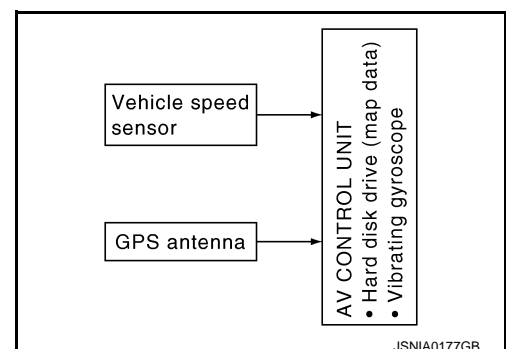 Vehicle speed
sensor
GPS antenna
AV CONTROL UNIT
• Hard disk drive (map data)
• Vibrating gyroscope
JSNIA0177GB